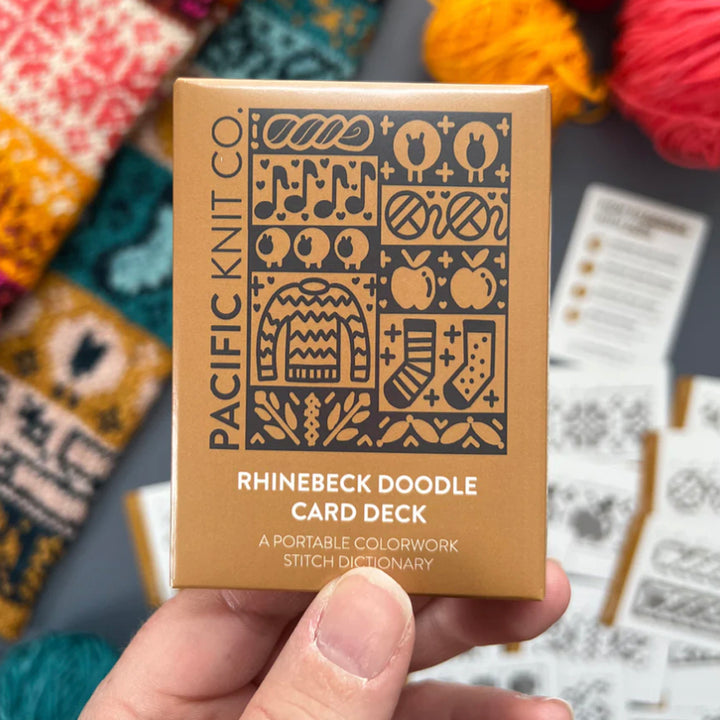 PACIFIC KNIT CO.
RHINEBECK DOODLE
CARD DECK
A PORTABLE COLORWORK
STITCH DICTIONARY